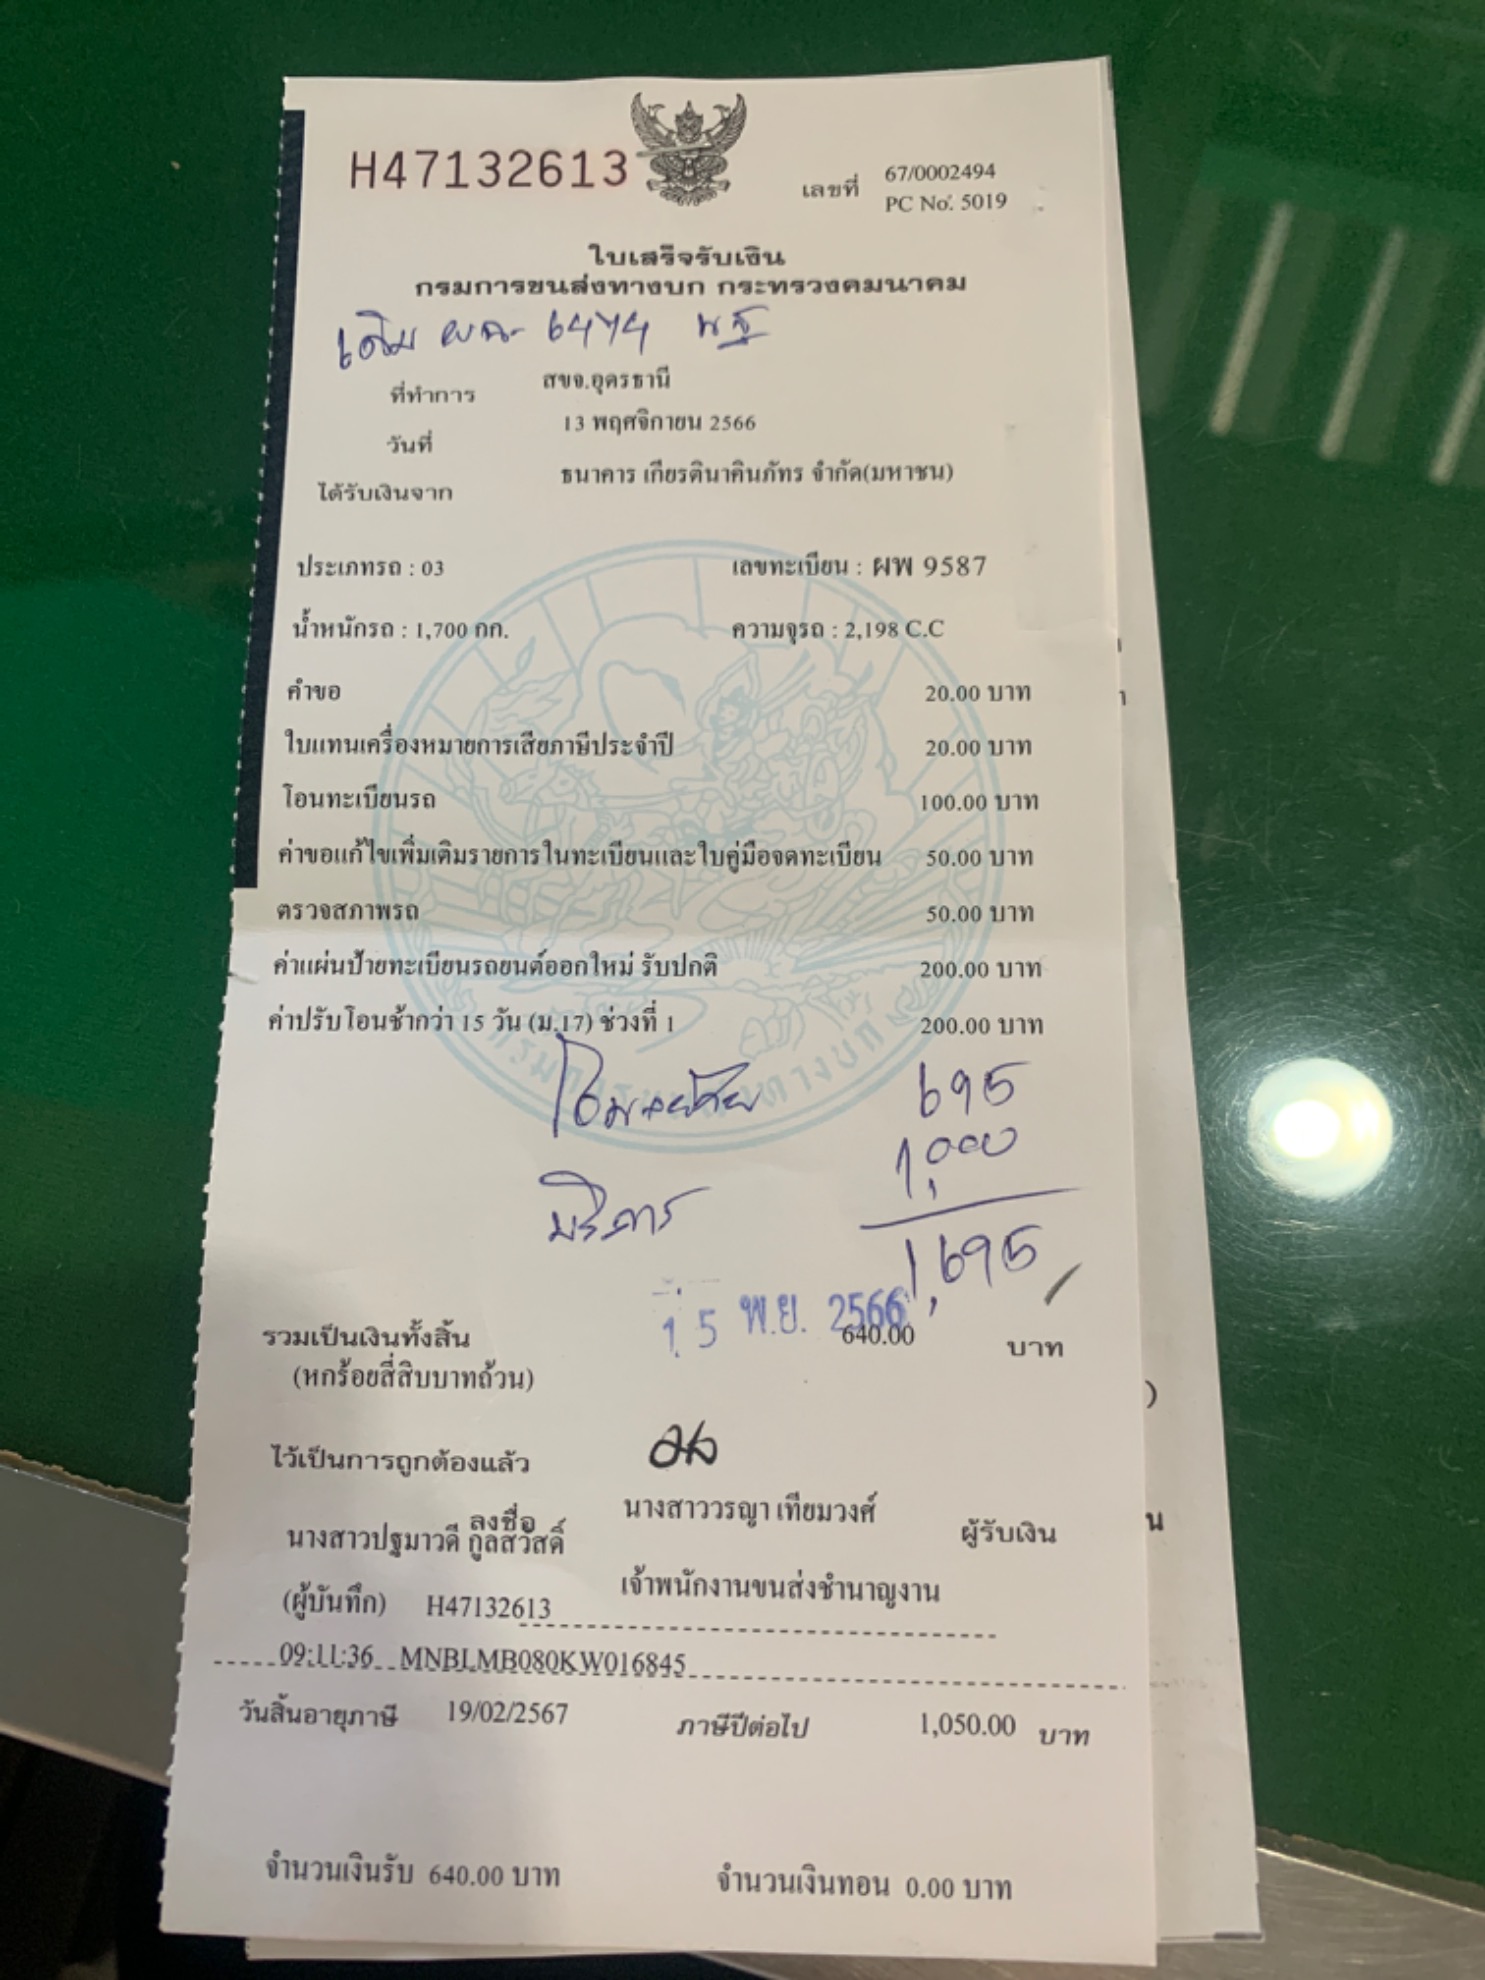 H47132613
เลขที่ 67/0002494
PC No. 5019
ใบเสร็จรับเงิน
กรมการขนส่งทางบก กระทรวงคมนาคม
เดิม ผก 6474 นฐ
ที่ทำการ สขจ.อุดรธานี
วันที่ 13 พฤศจิกายน 2566
ได้รับเงินจาก ธนาคาร เกียรตินาคินภัทร จำกัด(มหาชน)
ประเภทรถ : 03 เลขทะเบียน : ผพ 9587
น้ำหนักรถ : 1,700 กก. ความจุรถ : 2,198 C.C
คำขอ 20.00 บาท
ใบแทนเครื่องหมายการเสียภาษีประจำปี 20.00 บาท
โอนทะเบียนรถ 100.00 บาท
ค่าขอแก้ไขเพิ่มเติมรายการในทะเบียนและใบคู่มือจดทะเบียน 50.00 บาท
ตรวจสภาพรถ 50.00 บาท
ค่าแผ่นป้ายทะเบียนรถยนต์ออกใหม่ รับปกติ 200.00 บาท
ค่าปรับโอนช้ากว่า 15 วัน (ม.17) ช่วงที่ 1 200.00 บาท
695
บริการ 1,000
1,695
15 พ.ย. 2566
รวมเป็นเงินทั้งสิ้น 640.00 บาท
(หกร้อยสี่สิบบาทถ้วน)
ไว้เป็นการถูกต้องแล้ว
ลงชื่อ นางสาววรญา เทียมวงศ์ ผู้รับเงิน
นางสาวปฐมาวดี กูลสวัสดิ์
(ผู้บันทึก) H47132613 เจ้าพนักงานขนส่งชำนาญงาน
09:11:36 MNBLMB080KW016845
วันสิ้นอายุภาษี 19/02/2567 ภาษีปีต่อไป 1,050.00 บาท
จำนวนเงินรับ 640.00 บาท จำนวนเงินทอน 0.00 บาท